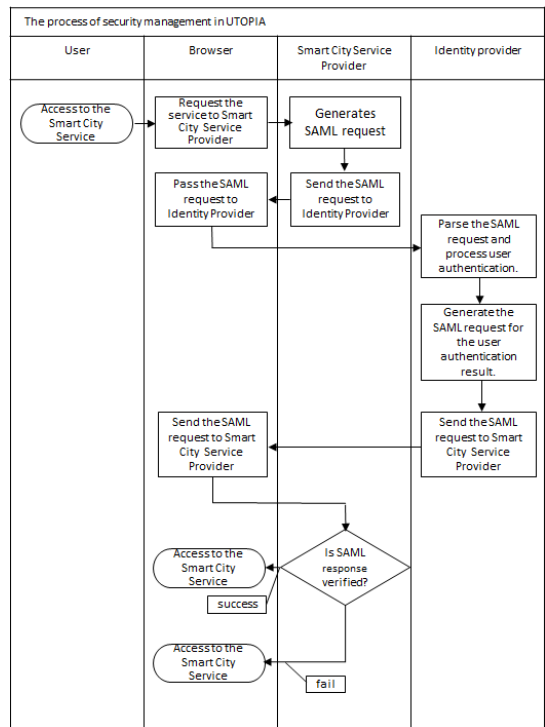 The process of security management in UTOPIA
User
Browser
Smart City Service
Provider
Identity provider
Access to the
Smart City
Service
Request the
service to Smart
City Service
Provider
Generates
SAML request
Pass the SAML
request to
Identity Provider
Send the SAML
request to
Identity Provider
Parse the SAML
request and
process user
authentication.
Generate the
SAML request for
the user
authentication
result.
Send the SAML
request to Smart
City Service
Provider
Send the SAML
request to Smart
City Service
Provider
Is SAML
response
verified?
Access to the
Smart City
Service
success
Access to the
Smart City
Service
fail